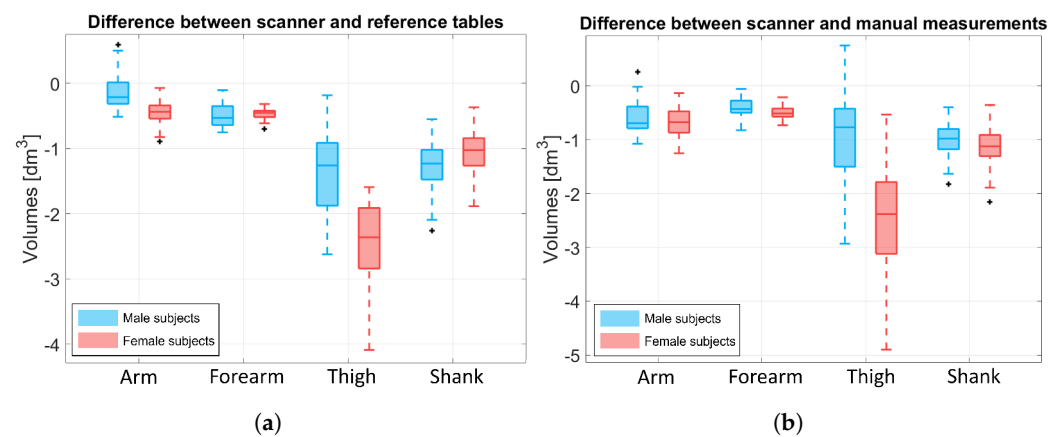 Difference between scanner and reference tables
Volumes [dm³]
0
-1
-2
-3
-4
Male subjects
Female subjects
Arm Forearm Thigh Shank
(a)
Difference between scanner and manual measurements
Volumes [dm³]
0
-1
-2
-3
-4
-5
Male subjects
Female subjects
Arm Forearm Thigh Shank
(b)